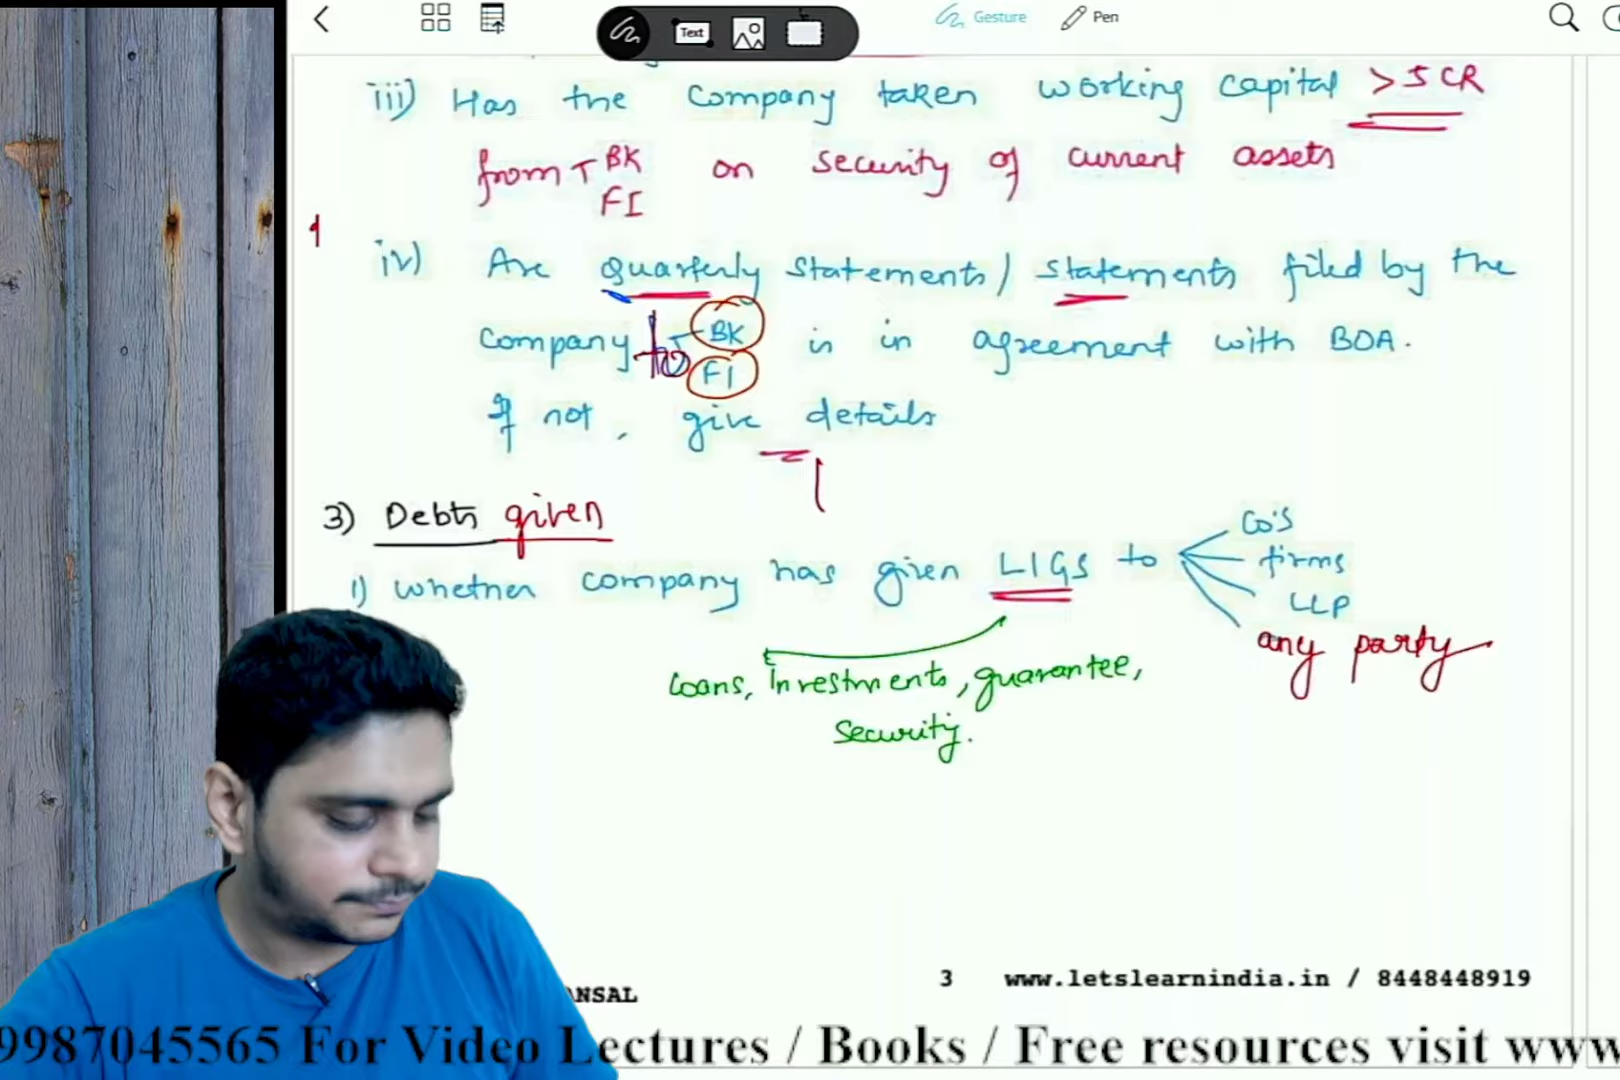 Gesture Pen
Text
iii) Has the company taken working capital > 5 CR
from BK on security of current assets
FI
iv) Are quarterly statements / statements filed by the
company to BK is in agreement with BOA.
FI
If not, give details
3) Debts given
co's
i) whether company has given LIGS to firms
LLP
any party
Loans, Investments, guarantee,
security.
ANSAL 3 www.letslearnindia.in / 8448448919
9987045565 For Video Lectures / Books / Free resources visit www